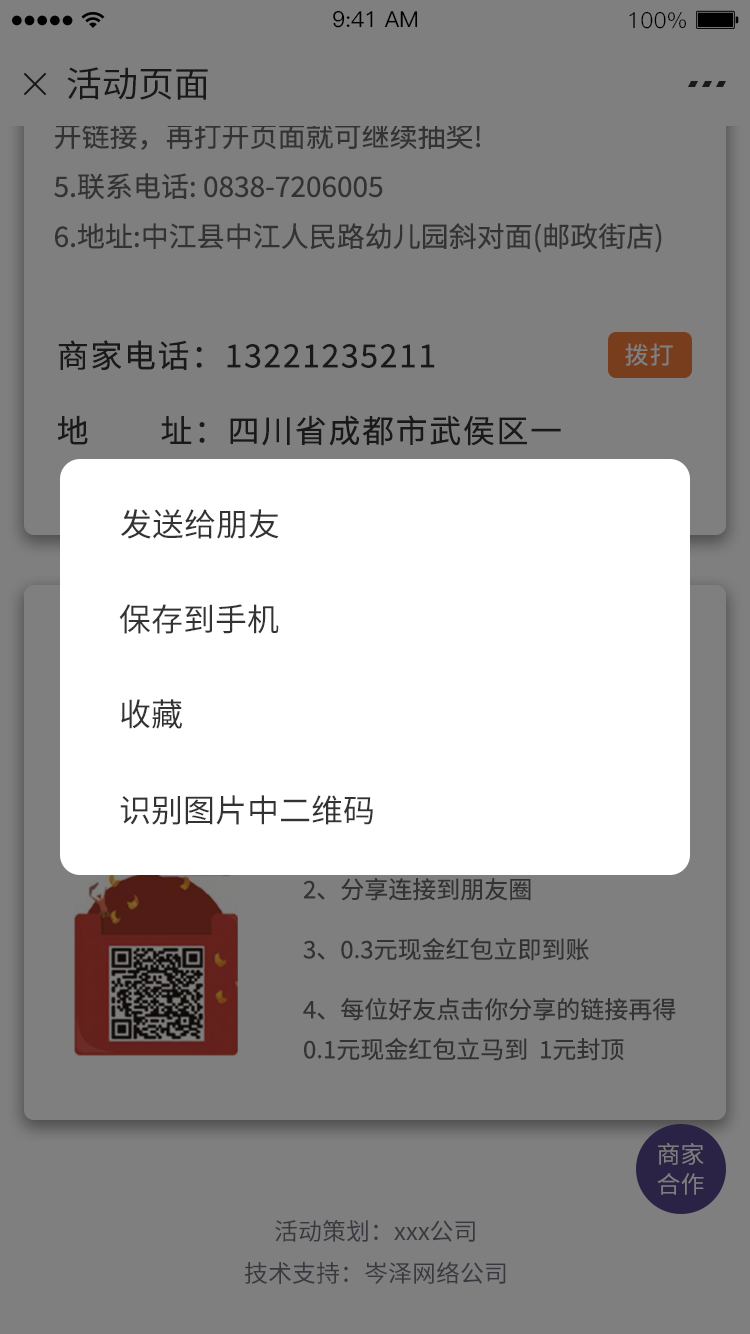 9:41 AM
100%
活动页面
开链接，再打开页面就可继续抽奖!
5.联系电话: 0838-7206005
6.地址:中江县中江人民路幼儿园斜对面(邮政街店)
商家电话：13221235211
拨打
地 址：四川省成都市武侯区一
发送给朋友
保存到手机
收藏
识别图片中二维码
2、分享连接到朋友圈
3、0.3元现金红包立即到账
4、每位好友点击你分享的链接再得
0.1元现金红包立马到 1元封顶
商家
合作
活动策划：xxx公司
技术支持：岑泽网络公司